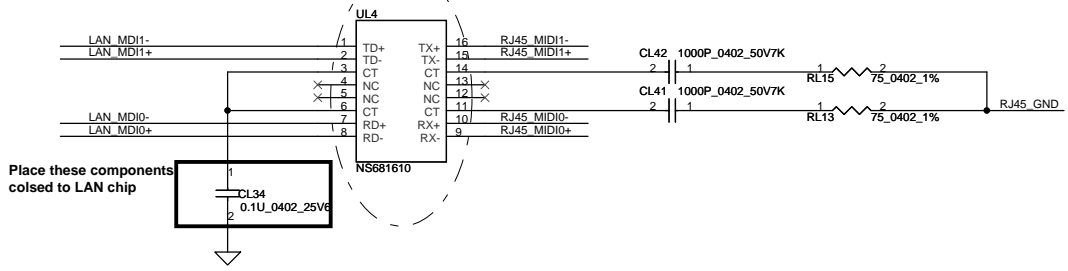 UL4
LAN_MDI1-
LAN_MDI1+
1 TD+ TX+ 16
2 TD- TX- 15
3 CT CT 14
4 NC NC 13
5 NC NC 12
6 CT CT 11
7 RD+ RX+ 10
8 RD- RX- 9
LAN_MDI0-
LAN_MDI0+
NS681610
RJ45_MIDI1-
RJ45_MIDI1+
RJ45_MIDI0-
RJ45_MIDI0+
CL42 1000P_0402_50V7K
2 1
RL15 1 2 75_0402_1%
CL41 1000P_0402_50V7K
2 1
RL13 1 2 75_0402_1%
RJ45_GND
Place these components
colsed to LAN chip
1
CL34
0.1U_0402_25V6
2